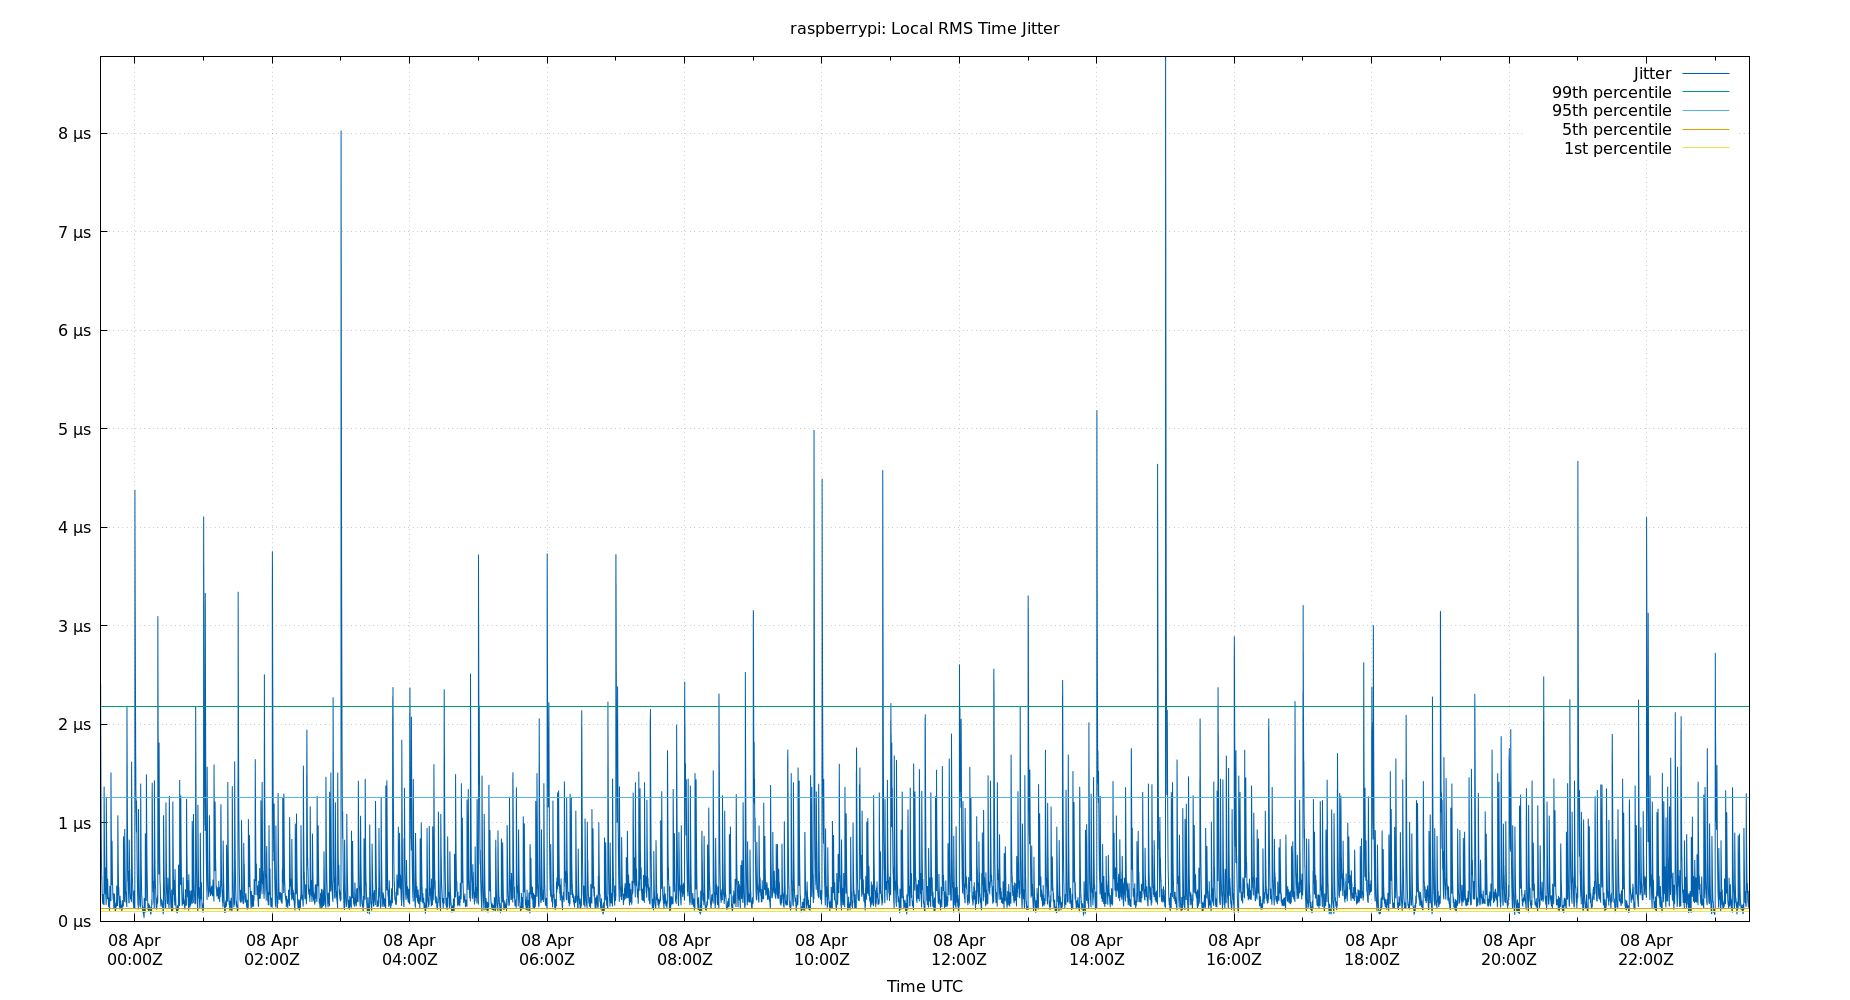 raspberrypi: Local RMS Time Jitter
Jitter
99th percentile
95th percentile
5th percentile
1st percentile
8 µs
7 µs
6 µs
5 µs
4 µs
3 µs
2 µs
1 µs
0 µs
08 Apr 08 Apr 08 Apr 08 Apr 08 Apr 08 Apr 08 Apr 08 Apr 08 Apr 08 Apr 08 Apr 08 Apr
00:00Z 02:00Z 04:00Z 06:00Z 08:00Z 10:00Z 12:00Z 14:00Z 16:00Z 18:00Z 20:00Z 22:00Z
Time UTC